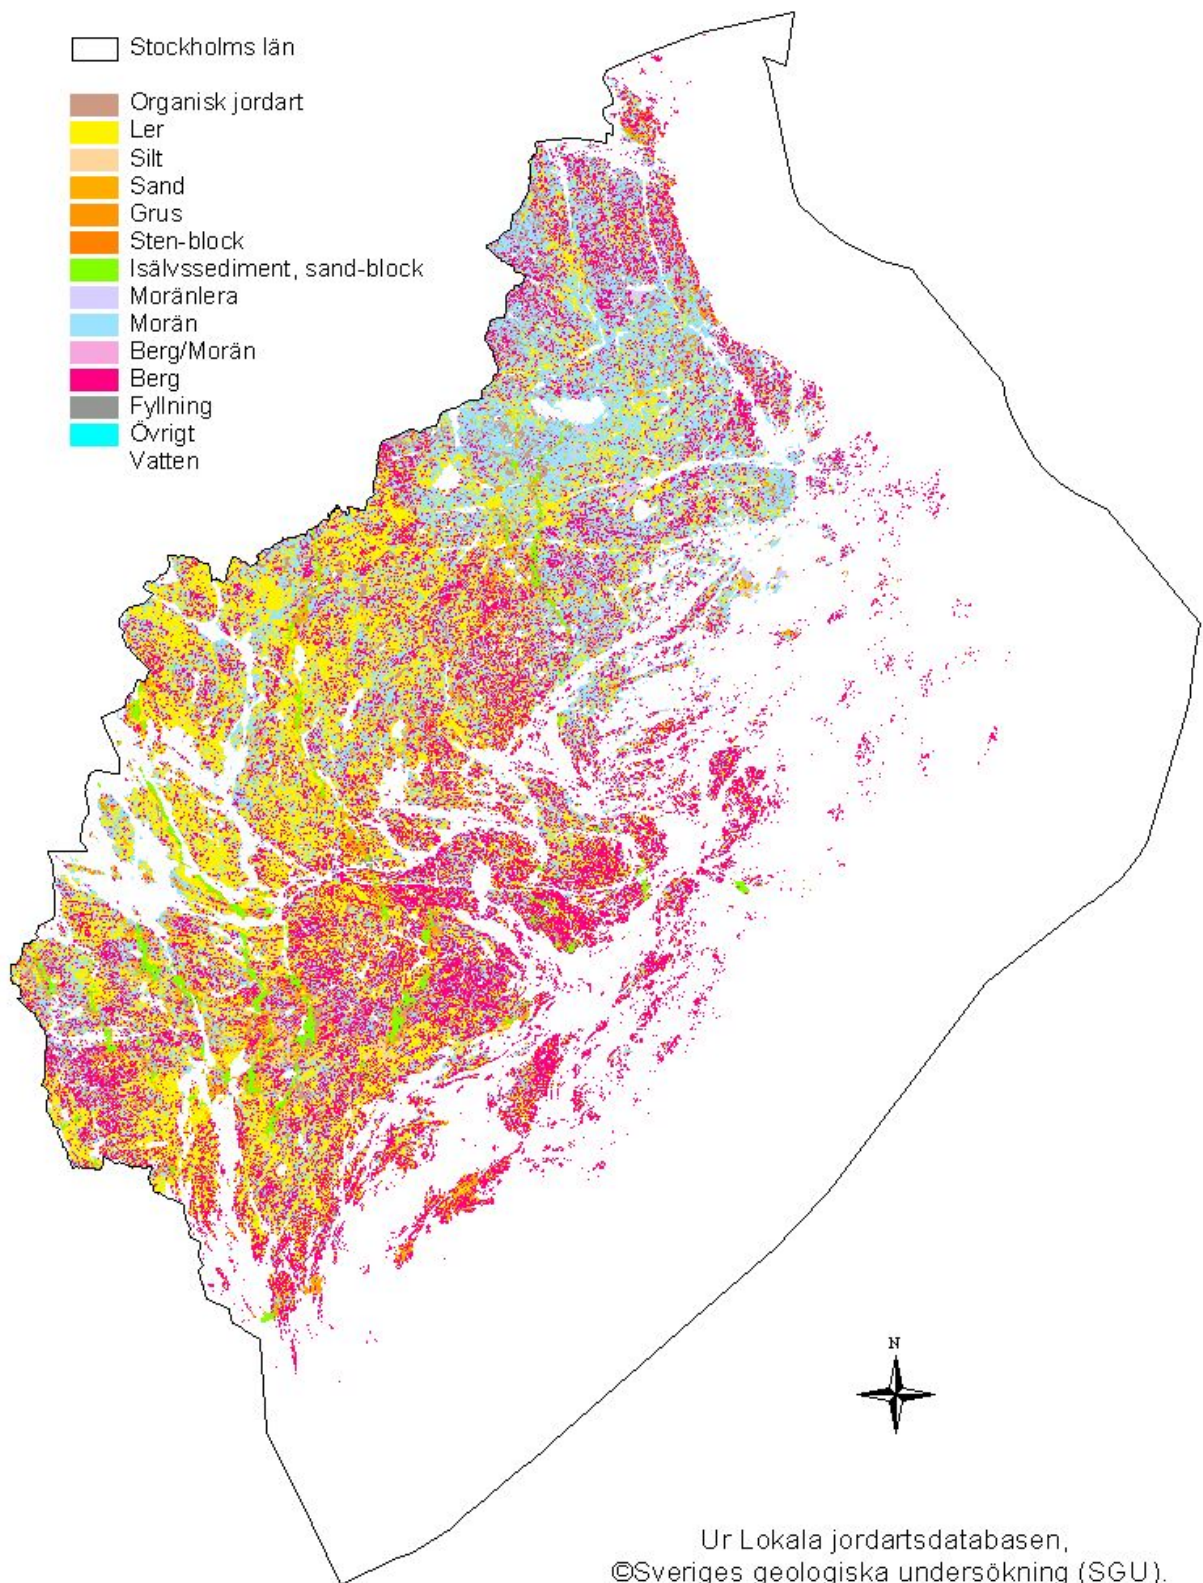 Stockholms län
Organisk jordart
Ler
Silt
Sand
Grus
Sten-block
Isälvssediment, sand-block
Moränlera
Morän
Berg/Morän
Berg
Fyllning
Övrigt
Vatten
N
Ur Lokala jordartsdatabasen,
©Sveriges geologiska undersökning (SGU).